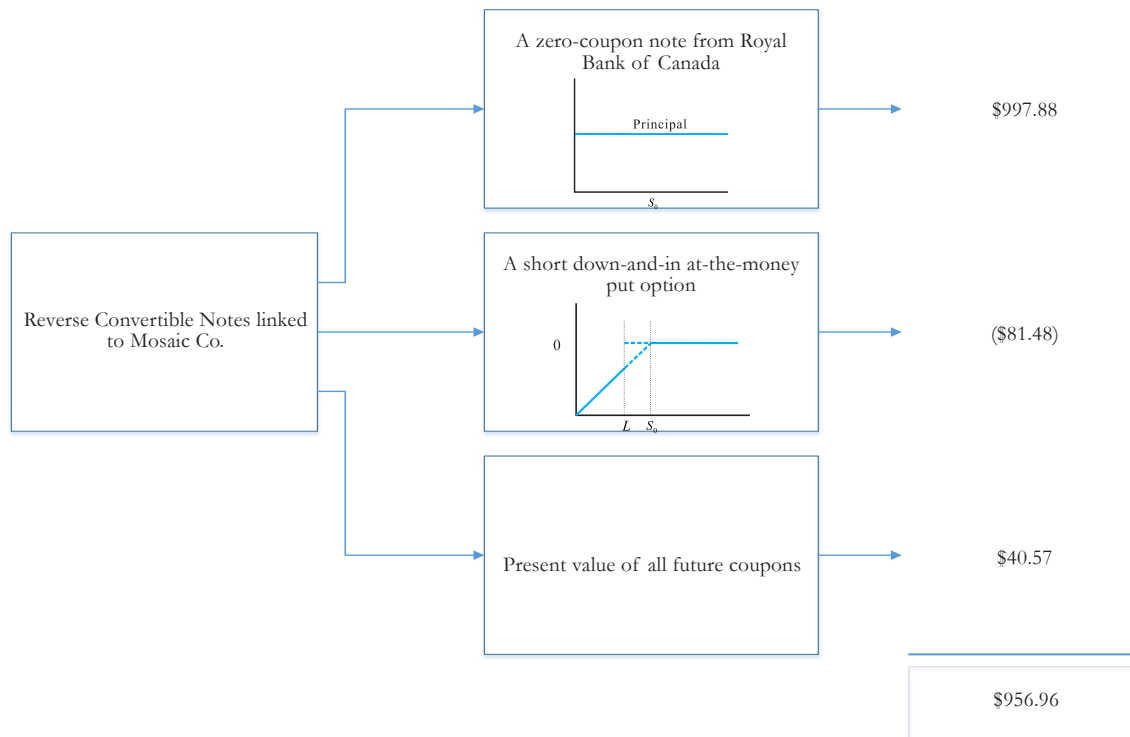 A zero-coupon note from Royal
Bank of Canada
Principal
S₀
$997.88
Reverse Convertible Notes linked
to Mosaic Co.
A short down-and-in at-the-money
put option
0
L S₀
($81.48)
Present value of all future coupons
$40.57
$956.96